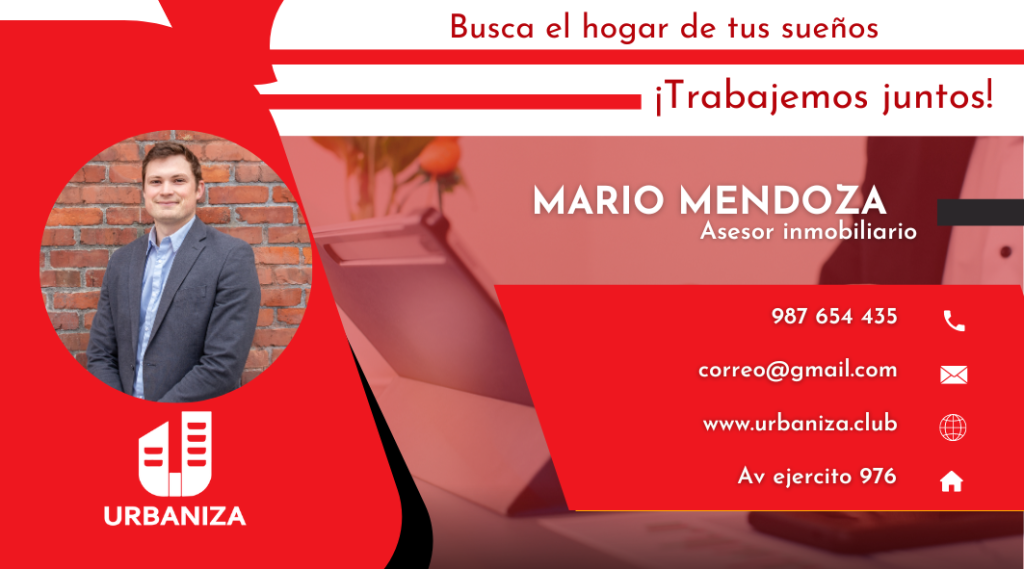 Busca el hogar de tus sueños
¡Trabajemos juntos!
MARIO MENDOZA
Asesor inmobiliario
987 654 435
correo@gmail.com
www.urbaniza.club
Av ejercito 976
URBANIZA